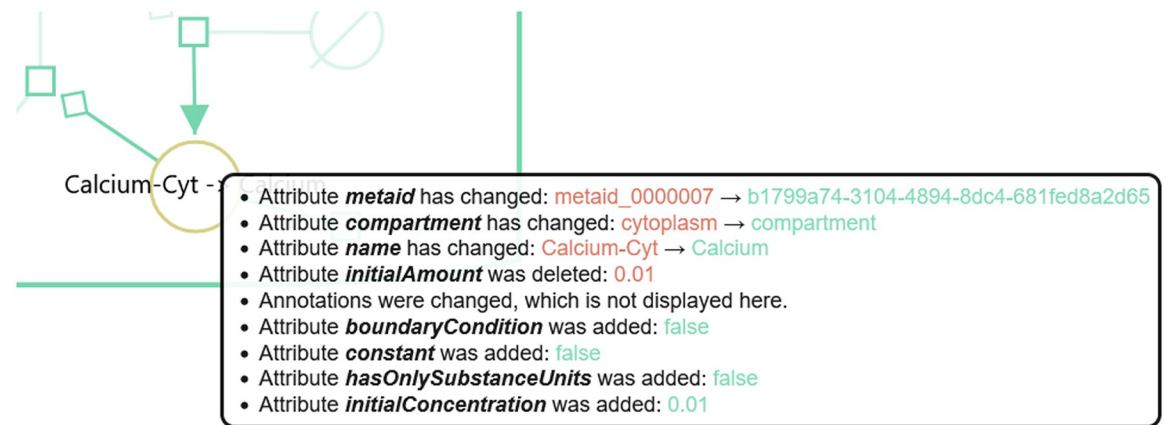 Calcium-Cyt -> Calcium
• Attribute metaid has changed: metaid_0000007 → b1799a74-3104-4894-8dc4-681fed8a2d65
• Attribute compartment has changed: cytoplasm → compartment
• Attribute name has changed: Calcium-Cyt → Calcium
• Attribute initialAmount was deleted: 0.01
• Annotations were changed, which is not displayed here.
• Attribute boundaryCondition was added: false
• Attribute constant was added: false
• Attribute hasOnlySubstanceUnits was added: false
• Attribute initialConcentration was added: 0.01